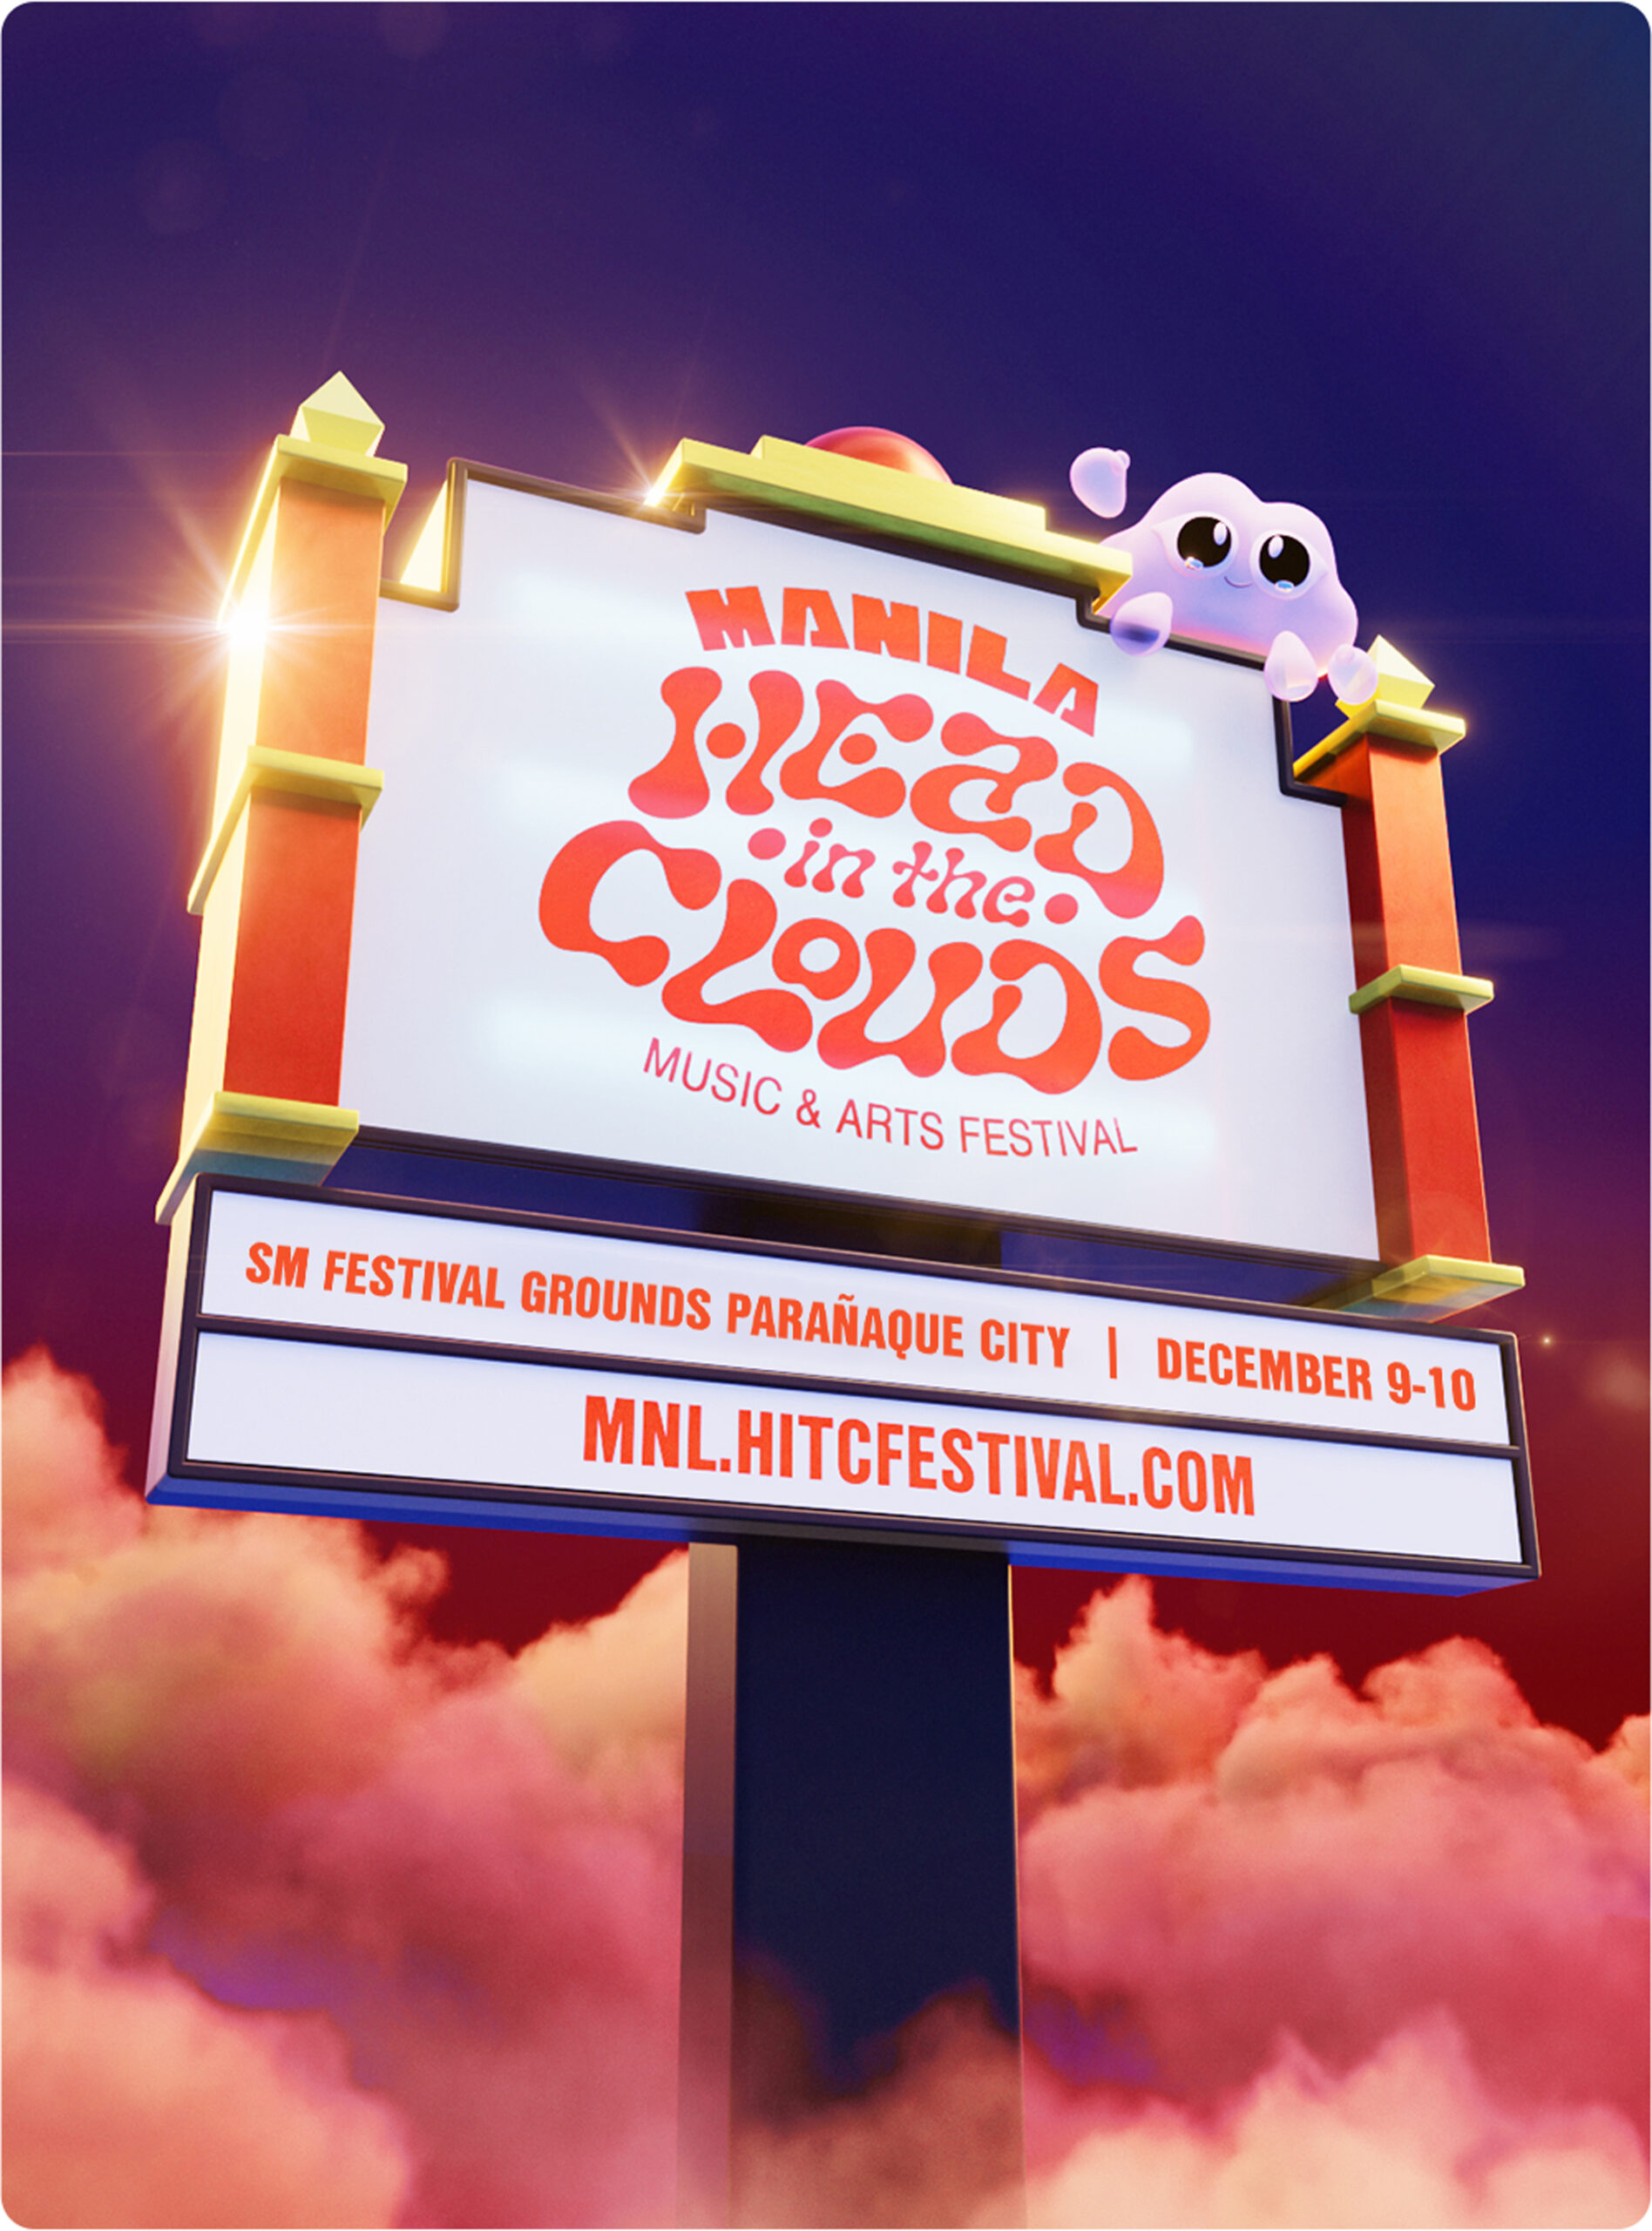 MANILA
HEAD
in the
CLOUDS
MUSIC & ARTS FESTIVAL
SM FESTIVAL GROUNDS PARAÑAQUE CITY | DECEMBER 9-10
MNL.HITCFESTIVAL.COM